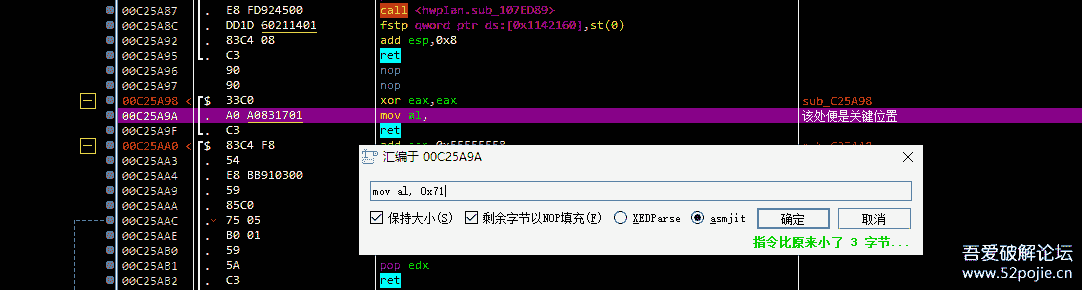 00C25A87 . E8 FD924500 call <hwplan.sub_107ED89>
00C25A8C . DD1D 60211401 fstp qword ptr ds:[0x1142160],st(0)
00C25A92 . 83C4 08 add esp,0x8
00C25A95 . C3 ret
00C25A96 90 nop
00C25A97 90 nop
00C25A98 < $ 33C0 xor eax,eax sub_C25A98
00C25A9A . A0 A0831701 mov al, 该处便是关键位置
00C25A9F . C3 ret
00C25AA0 < $ 83C4 F8
00C25AA3 . 54
00C25AA4 . E8 BB910300
00C25AA9 . 59
00C25AAA . 85C0
00C25AAC . 75 05
00C25AAE . B0 01
00C25AB0 . 59
00C25AB1 . 5A pop edx
00C25AB2 . C3 ret
汇编于 00C25A9A
mov al, 0x71
保持大小(S) 剩余字节以NOP填充(F) XEDParse asmjit 确定 取消
指令比原来小了 3 字节...
吾爱破解论坛
www.52pojie.cn